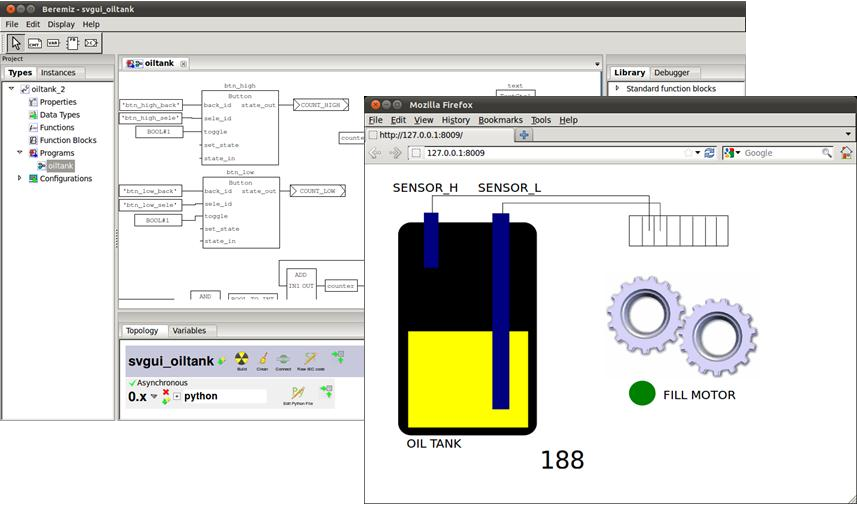 Beremiz - svgui_oiltank
File Edit Display Help
Project
Types Instances
oiltank_2
Properties
Data Types
Functions
Function Blocks
Programs
oiltank
Configurations
oiltank
btn_high
Button
'btn_high_back' back_id state_out COUNT_HIGH
'btn_high_sele' sele_id
BOOL#1 toggle
set_state
state_in
btn_low
Button
'btn_low_back' back_id state_out COUNT_LOW
'btn_low_sele' sele_id
BOOL#1 toggle
set_state
state_in
text
counte
ADD
IN1 OUT counter
AND
BOOL_TO_INT
Library Debugger
Standard function blocks
Topology Variables
svgui_oiltank
Build Clean Connect Raw IEC code
Asynchronous
0.x python
Edit Python File
Mozilla Firefox
File Edit View History Bookmarks Tools Help
http://127.0.0.1:8009/
127.0.0.1:8009
Google
SENSOR_H SENSOR_L
FILL MOTOR
OIL TANK
188